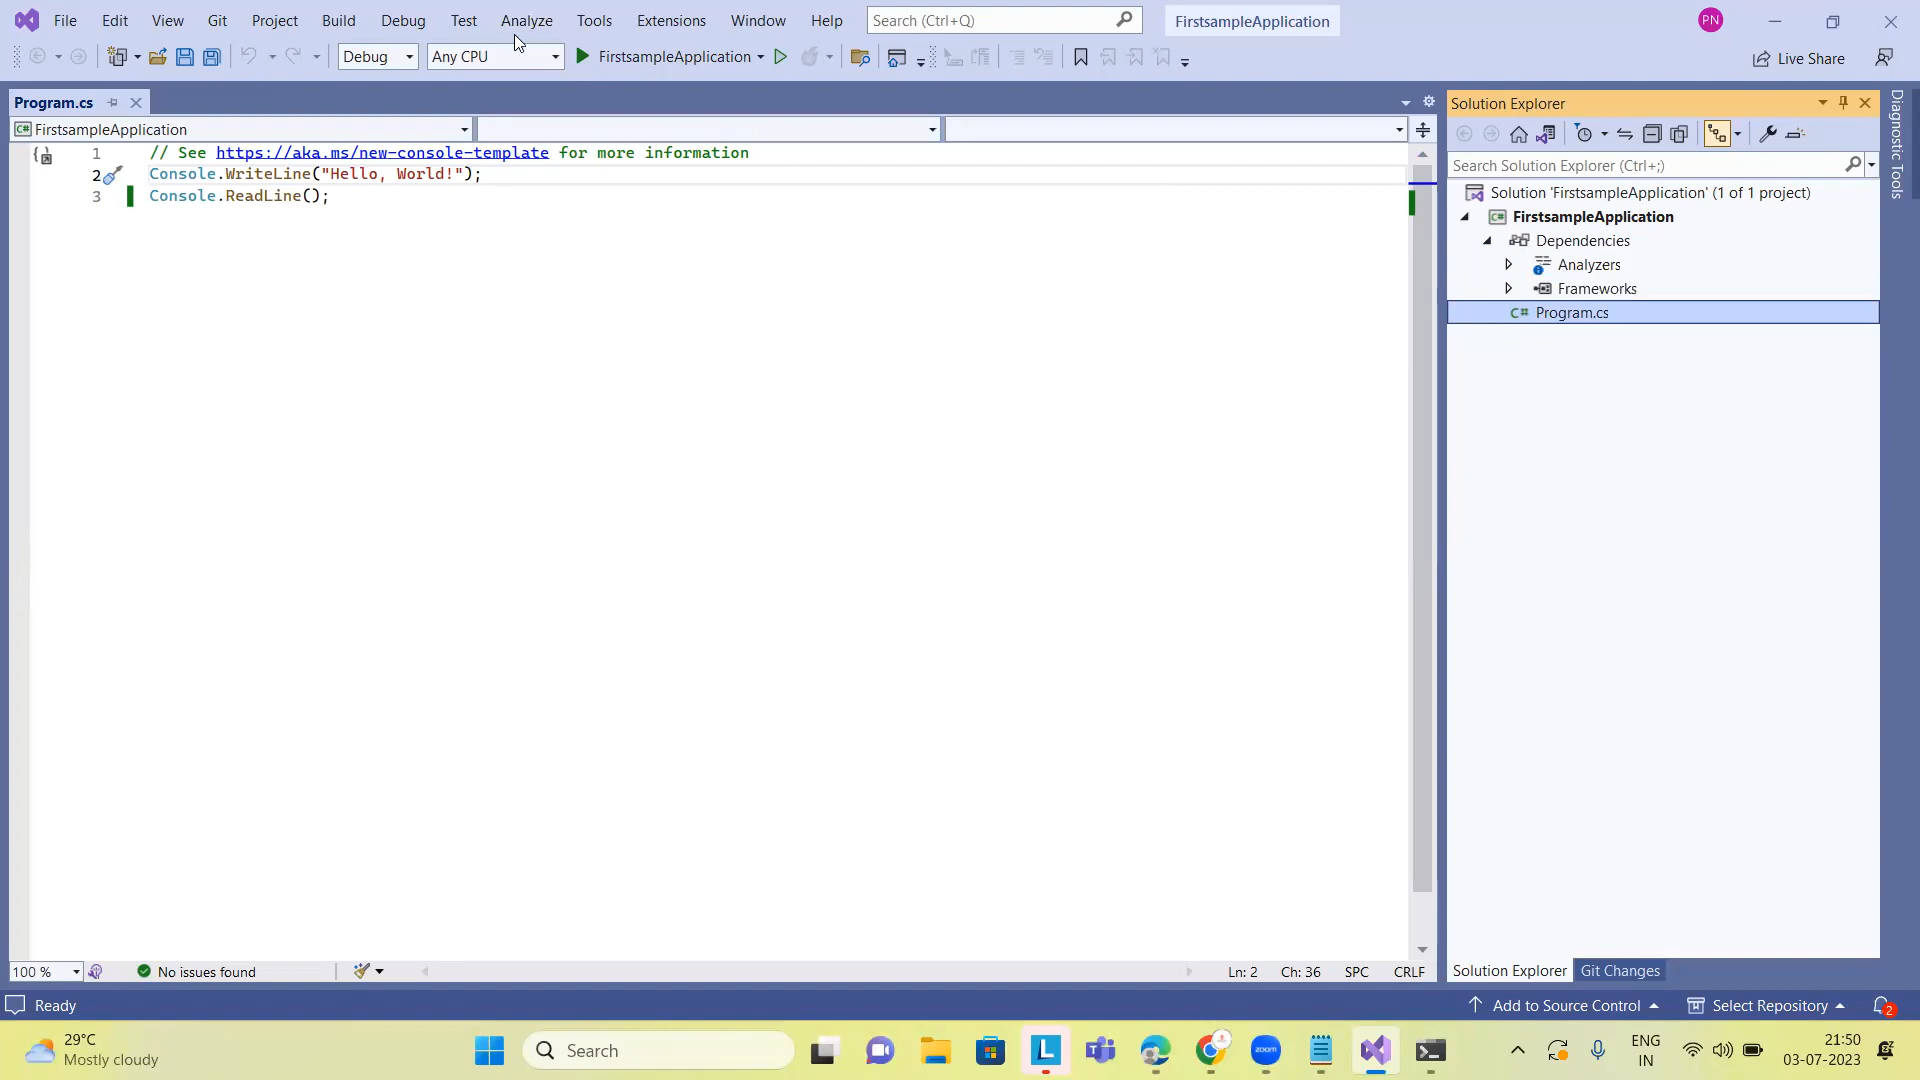 File Edit View Git Project Build Debug Test Analyze Tools Extensions Window Help Search (Ctrl+Q) FirstsampleApplication PN
Debug Any CPU FirstsampleApplication Live Share
Program.cs
FirstsampleApplication
1 // See https://aka.ms/new-console-template for more information
2 Console.WriteLine("Hello, World!");
3 Console.ReadLine();
Solution Explorer
Search Solution Explorer (Ctrl+;)
Solution 'FirstsampleApplication' (1 of 1 project)
C# FirstsampleApplication
Dependencies
Analyzers
Frameworks
C# Program.cs
Diagnostic Tools
100 % No issues found Ln: 2 Ch: 36 SPC CRLF
Solution Explorer Git Changes
Ready Add to Source Control Select Repository 2
29°C
Mostly cloudy
Search
L
zoom
ENG
IN
21:50
03-07-2023